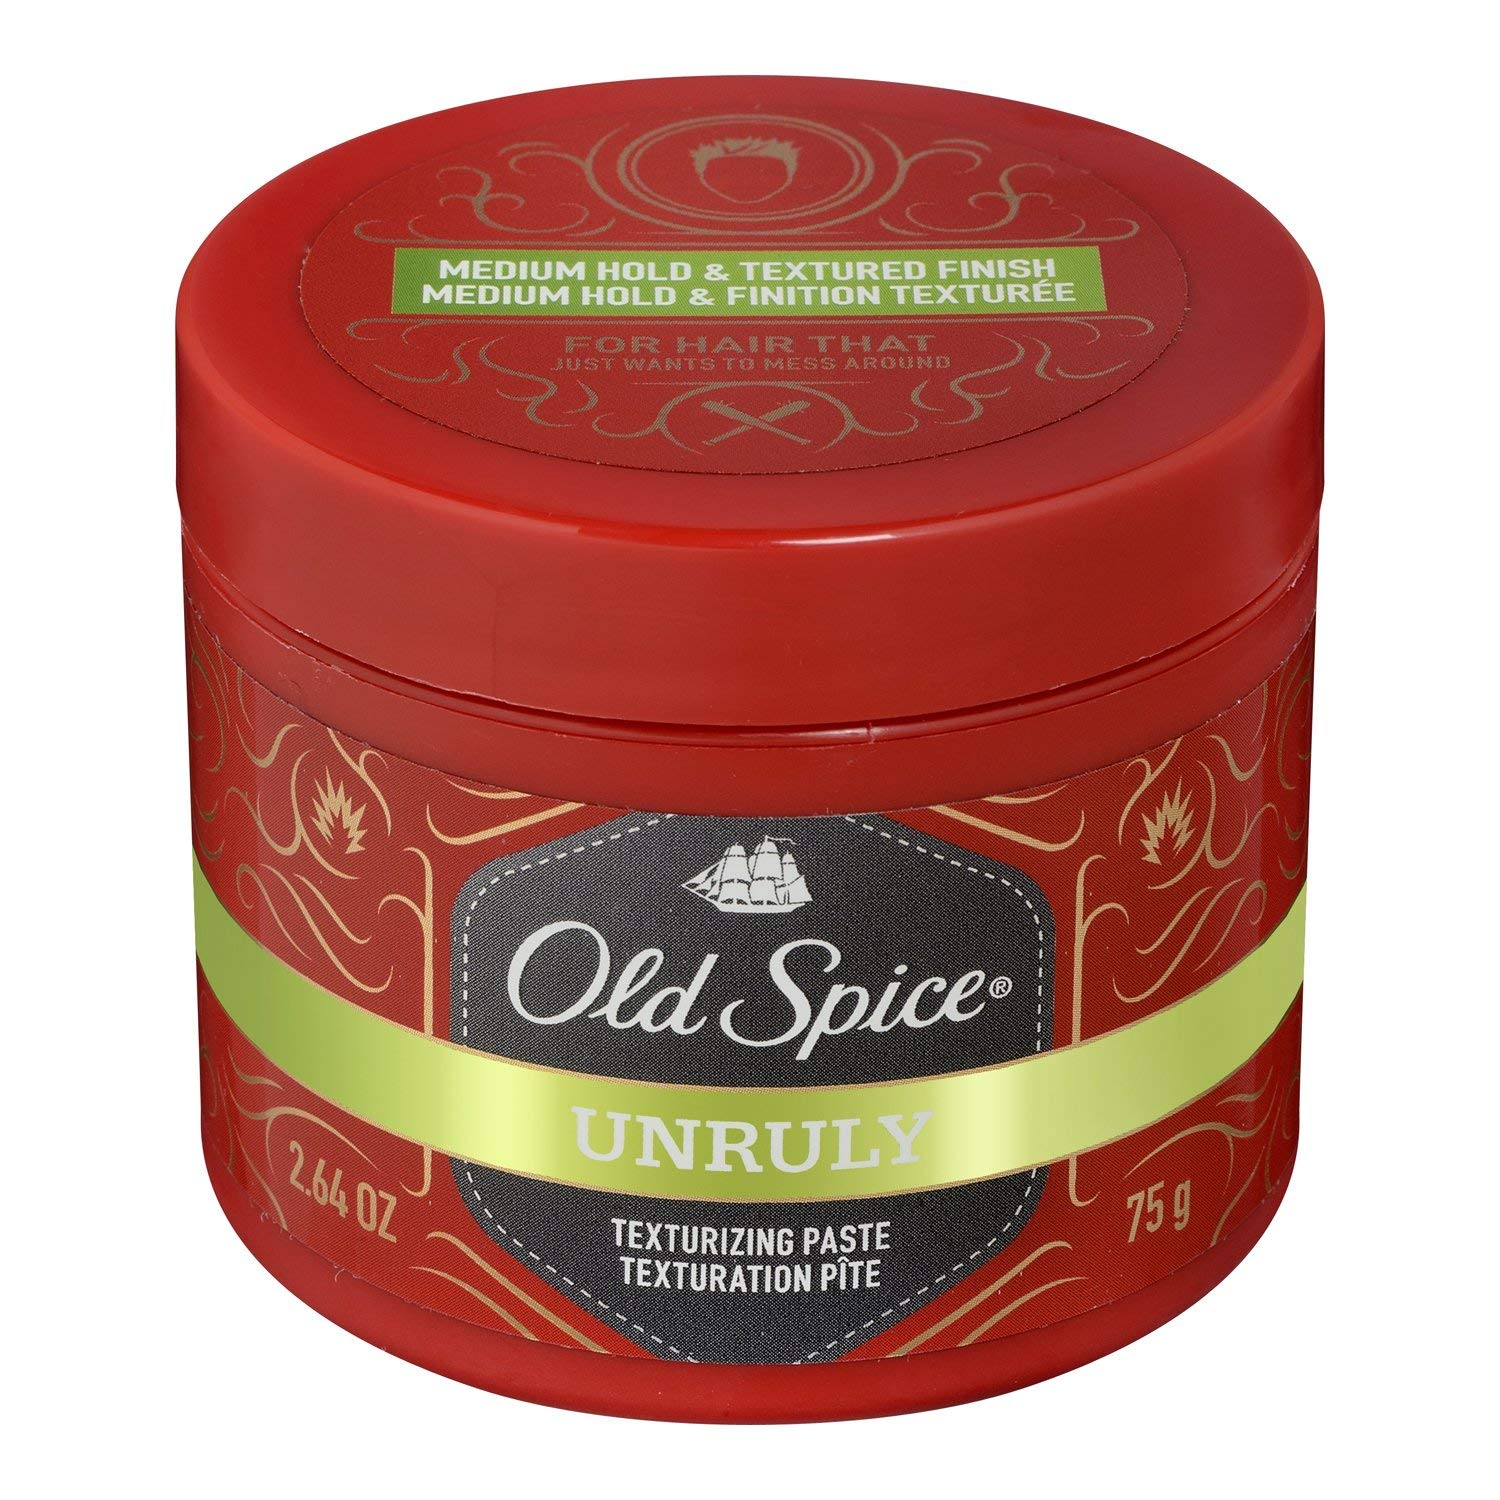 MEDIUM HOLD & TEXTURED FINISH
MEDIUM HOLD & FINITION TEXTURÉE
FOR HAIR THAT
JUST WANTS TO MESS AROUND
Old Spice®
UNRULY
2.64 OZ
75 g
TEXTURIZING PASTE
TEXTURATION PÎTE